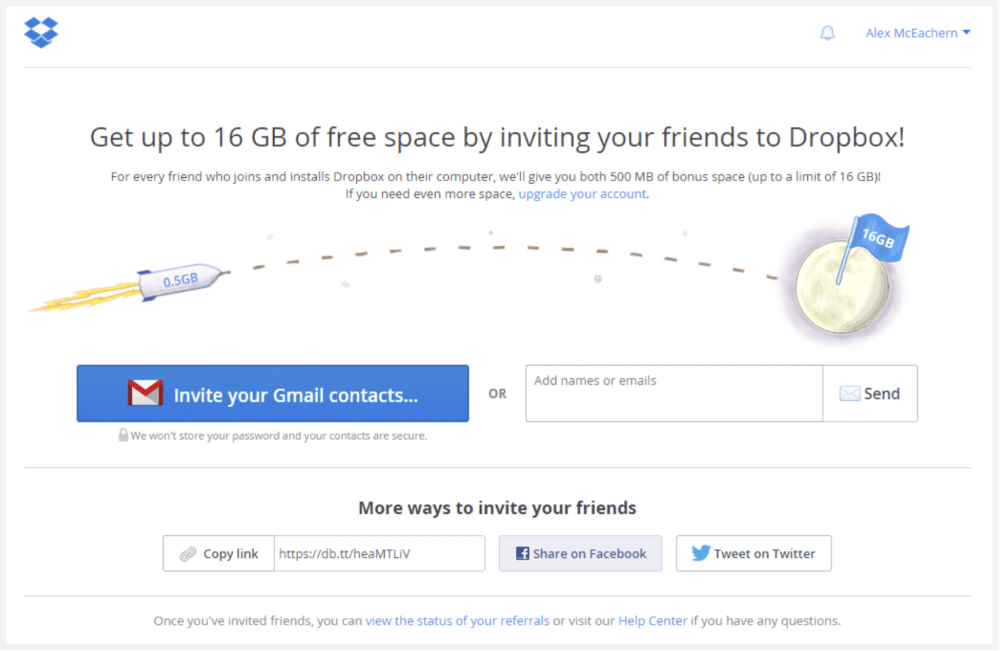 Alex McEachern
Get up to 16 GB of free space by inviting your friends to Dropbox!
For every friend who joins and installs Dropbox on their computer, we'll give you both 500 MB of bonus space (up to a limit of 16 GB)!
If you need even more space, upgrade your account.
16GB
0.5GB
Invite your Gmail contacts...
OR
Add names or emails
Send
We won't store your password and your contacts are secure.
More ways to invite your friends
Copy link
https://db.tt/heaMTLiV
Share on Facebook
Tweet on Twitter
Once you've invited friends, you can view the status of your referrals or visit our Help Center if you have any questions.